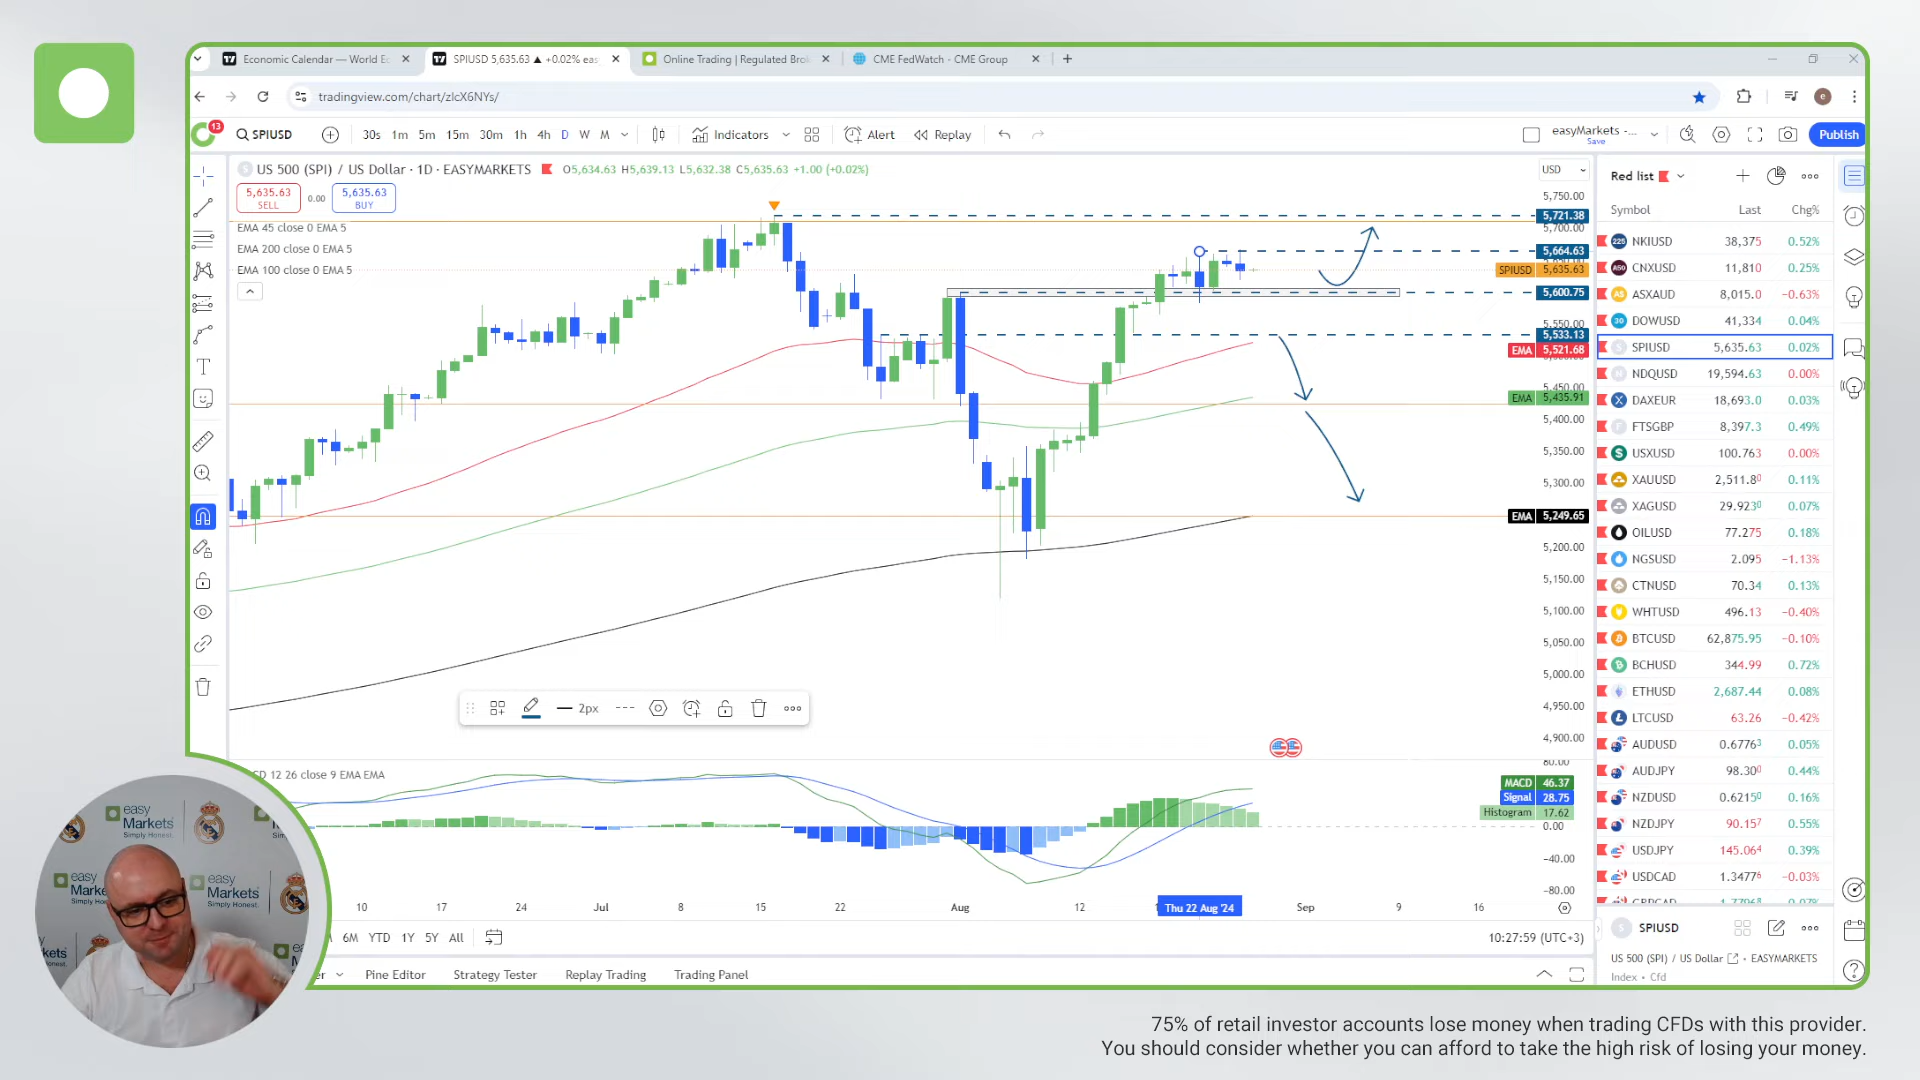 Economic Calendar — World Ec
SPIUSD 5,635.63 ▲ +0.02% eas
Online Trading | Regulated Brok
CME FedWatch - CME Group
tradingview.com/chart/zIcX6NYs/
13
SPIUSD
30s 1m 5m 15m 30m 1h 4h D W M
Indicators
Alert
Replay
easyMarkets -...
Save
Publish
US 500 (SPI) / US Dollar · 1D · EASYMARKETS
O5,634.63 H5,639.13 L5,632.38 C5,635.63 +1.00 (+0.02%)
5,635.63
SELL
0.00
5,635.63
BUY
EMA 45 close 0 EMA 5
EMA 200 close 0 EMA 5
EMA 100 close 0 EMA 5
USD
5,750.00
5,721.38
5,700.00
5,664.63
SPIUSD 5,635.63
5,600.75
5,550.00
5,533.13
EMA 5,521.68
5,450.00
EMA 5,435.91
5,400.00
5,350.00
5,300.00
EMA 5,249.65
5,200.00
5,150.00
5,100.00
5,050.00
5,000.00
4,950.00
4,900.00
2px
CD 12 26 close 9 EMA EMA
80.00
MACD 46.37
Signal 28.75
Histogram 17.62
0.00
−40.00
−80.00
10 17 24 Jul 8 15 22 Aug 12 Thu 22 Aug '24 Sep 9 16
6M YTD 1Y 5Y All
10:27:59 (UTC+3)
Pine Editor
Strategy Tester
Replay Trading
Trading Panel
Red list
Symbol Last Chg%
NKIUSD 38,375 0.52%
CNXUSD 11,810 0.25%
ASXAUD 8,015.0 −0.63%
DOWUSD 41,334 0.04%
SPIUSD 5,635.63 0.02%
NDQUSD 19,594.63 0.00%
DAXEUR 18,693.0 0.03%
FTSGBP 8,397.3 0.49%
USXUSD 100.763 0.00%
XAUUSD 2,511.80 0.11%
XAGUSD 29.9230 0.07%
OILUSD 77.275 0.18%
NGSUSD 2.095 −1.13%
CTNUSD 70.34 0.13%
WHTUSD 496.13 −0.40%
BTCUSD 62,875.95 −0.10%
BCHUSD 344.99 0.72%
ETHUSD 2,687.44 0.08%
LTCUSD 63.26 −0.42%
AUDUSD 0.67763 0.05%
AUDJPY 98.300 0.44%
NZDUSD 0.62150 0.16%
NZDJPY 90.157 0.55%
USDJPY 145.064 0.39%
USDCAD 1.34776 −0.03%
SPIUSD
US 500 (SPI) / US Dollar • EASYMARKETS
Index • Cfd
easy
Markets
Simply Honest.
easy
Markets
Simply Honest.
75% of retail investor accounts lose money when trading CFDs with this provider.
You should consider whether you can afford to take the high risk of losing your money.